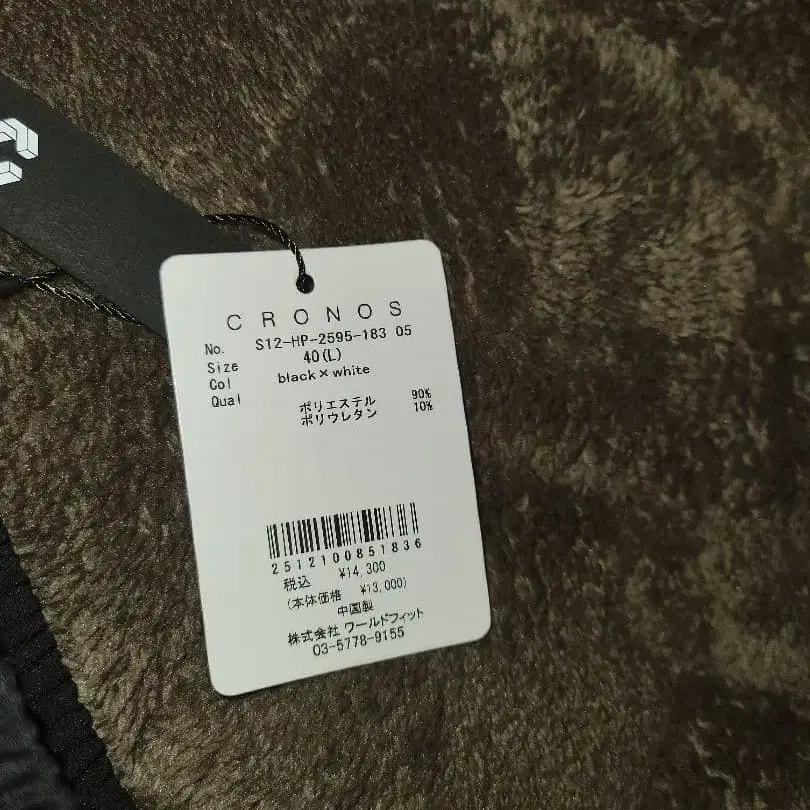 CRONOS
No. S12-HP-2595-183 05
Size 40(L)
Col black×white
Qual ポリエステル 90%
ポリウレタン 10%
2512100851836
税込 ¥14,300
(本体価格 ¥13,000)
中国製
株式会社 ワールドフィット
03-5778-9155